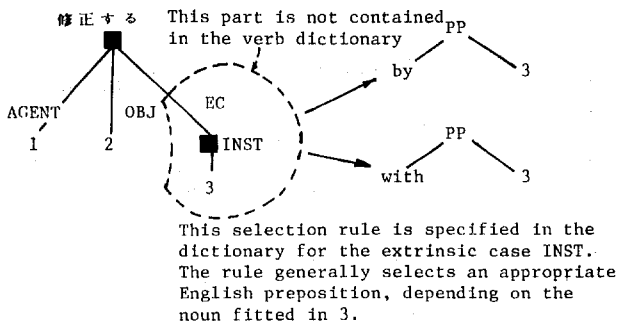 修正する
This part is not contained
in the verb dictionary
PP
by
3
AGENT
OBJ
EC
1
2
INST
3
PP
with
3
This selection rule is specified in the
dictionary for the extrinsic case INST.
The rule generally selects an appropriate
English preposition, depending on the
noun fitted in 3.